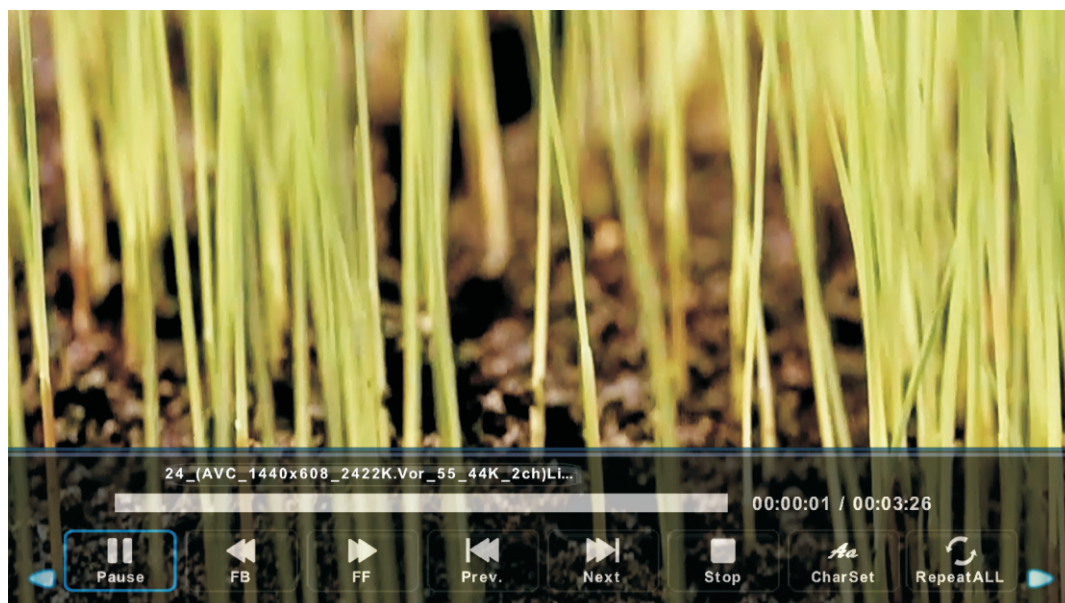 24_(AVC_1440x608_2422K.Vor_55_44K_2ch)Li...
00:00:01 / 00:03:26
Pause FB FF Prev. Next Stop Aa CharSet RepeatALL